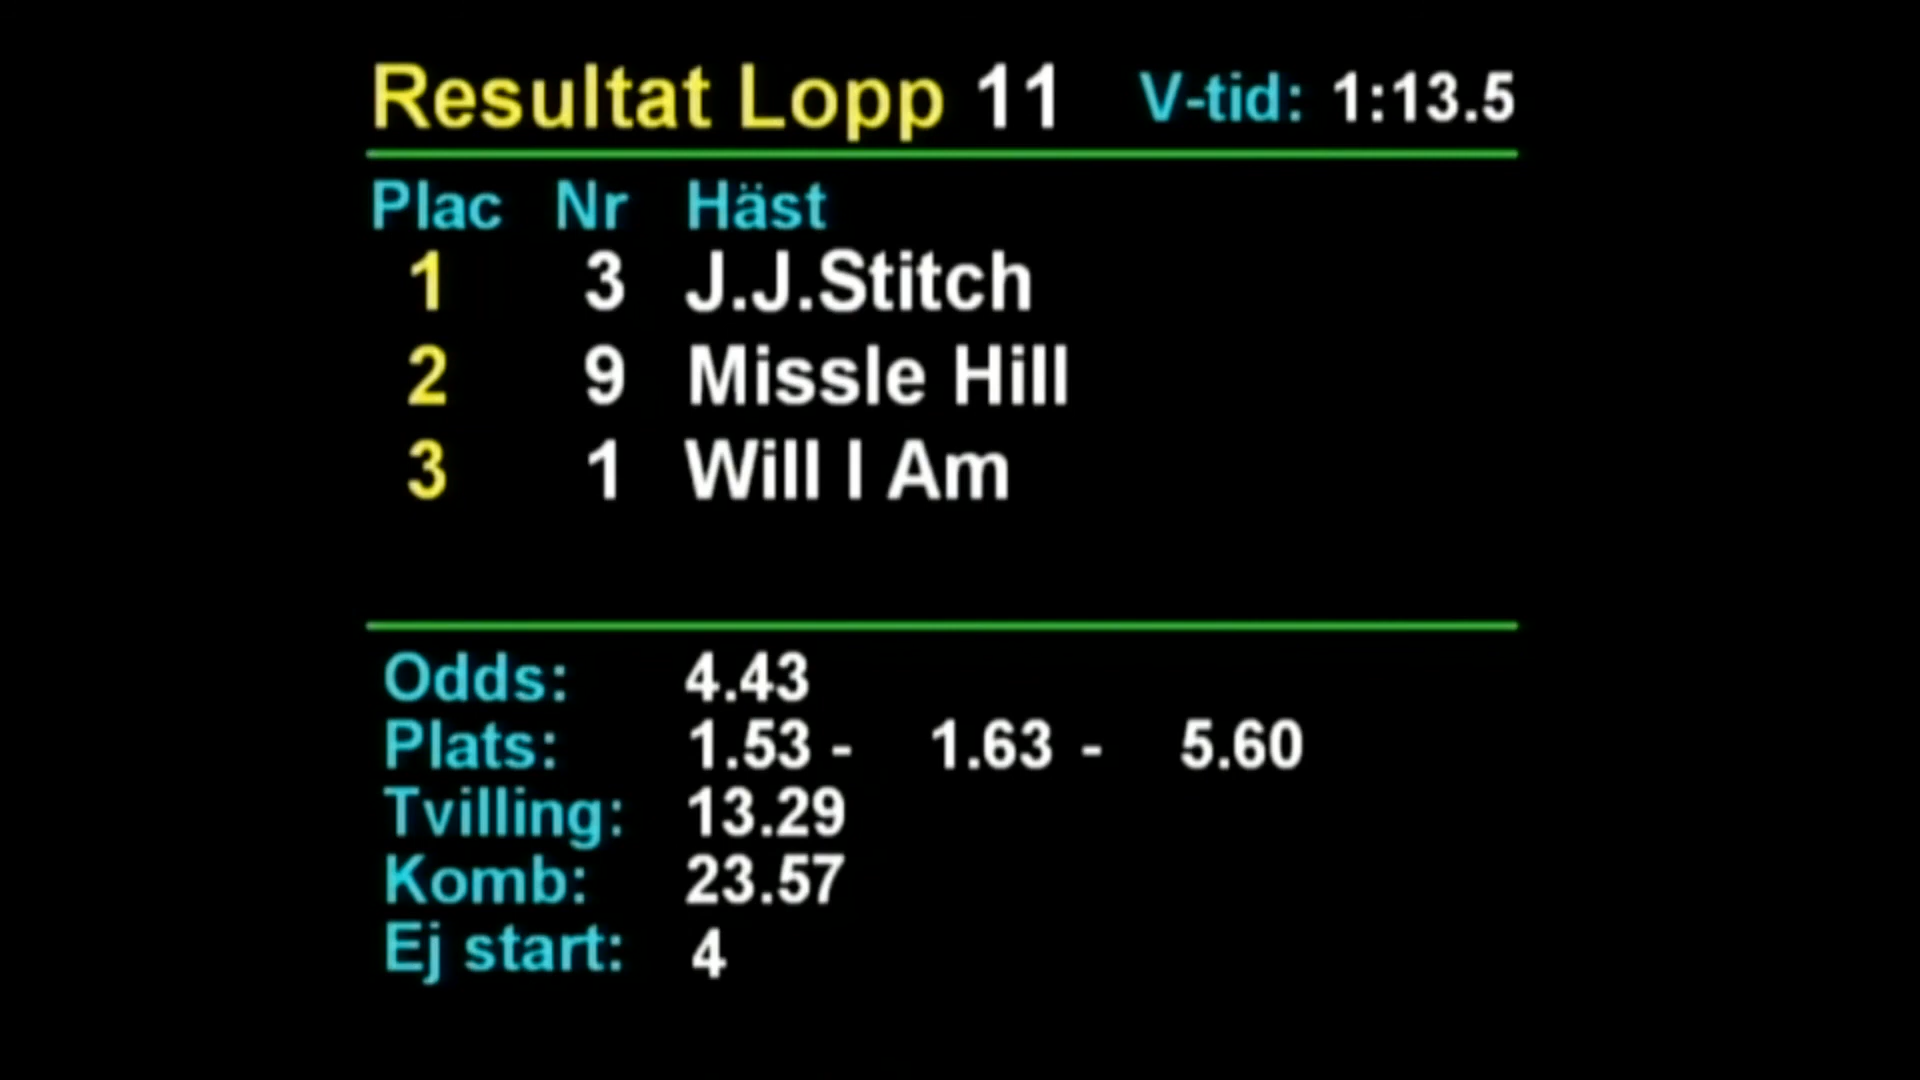 Resultat Lopp 11 V-tid: 1:13.5
Plac Nr Häst
1 3 J.J.Stitch
2 9 Missle Hill
3 1 Will I Am
Odds: 4.43
Plats: 1.53 - 1.63 - 5.60
Tvilling: 13.29
Komb: 23.57
Ej start: 4